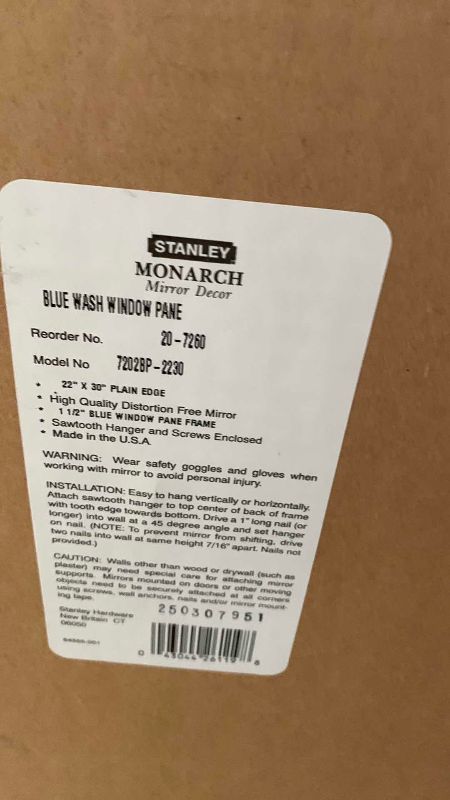 STANLEY
MONARCH
Mirror Decor
BLUE WASH WINDOW PANE
Reorder No. 20-7260
Model No 7202BP-2230
• 22" X 30" PLAIN EDGE
• High Quality Distortion Free Mirror
• 1 1/2" BLUE WINDOW PANE FRAME
• Sawtooth Hanger and Screws Enclosed
• Made in the U.S.A.
WARNING: Wear safety goggles and gloves when
working with mirror to avoid personal injury.
INSTALLATION: Easy to hang vertically or horizontally.
Attach sawtooth hanger to top center of back of frame
with tooth edge towards bottom. Drive a 1" long nail (or
longer) into wall at a 45 degree angle and set hanger
on nail. (NOTE: To prevent mirror from shifting, drive
two nails into wall at same height 7/16" apart. Nails not
provided.)
CAUTION: Walls other than wood or drywall (such as
plaster) may need special care for attaching mirror
supports. Mirrors mounted on doors or other moving
objects need to be securely attached at all corners
using screws, wall anchors, nails and/or mirror mount-
ing tape.
Stanley Hardware
New Britain CT
06050
250307951
0 43044 26119 8